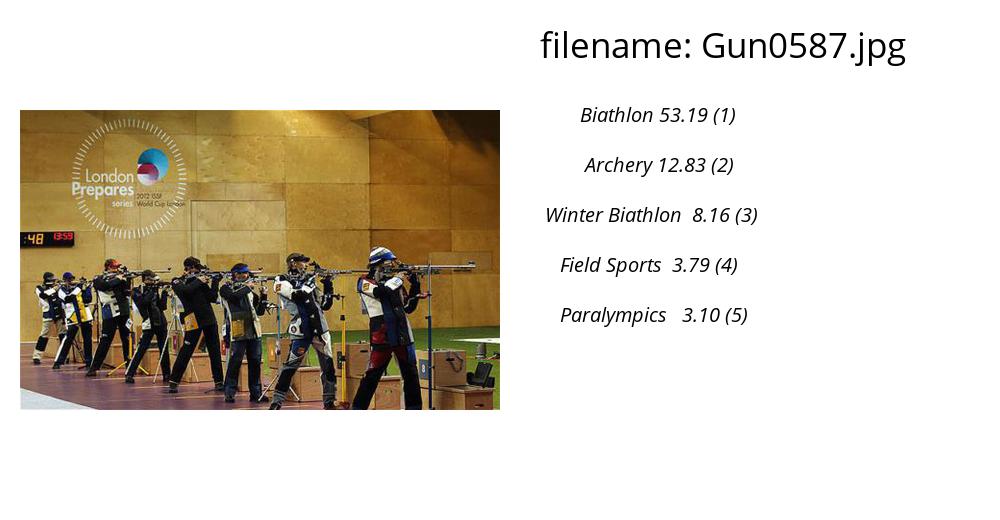 filename: Gun0587.jpg
Biathlon 53.19 (1)
Archery 12.83 (2)
Winter Biathlon 8.16 (3)
Field Sports 3.79 (4)
Paralympics 3.10 (5)
London
Prepares
series
2012 ISSF
World Cup London
:48 13:59
8